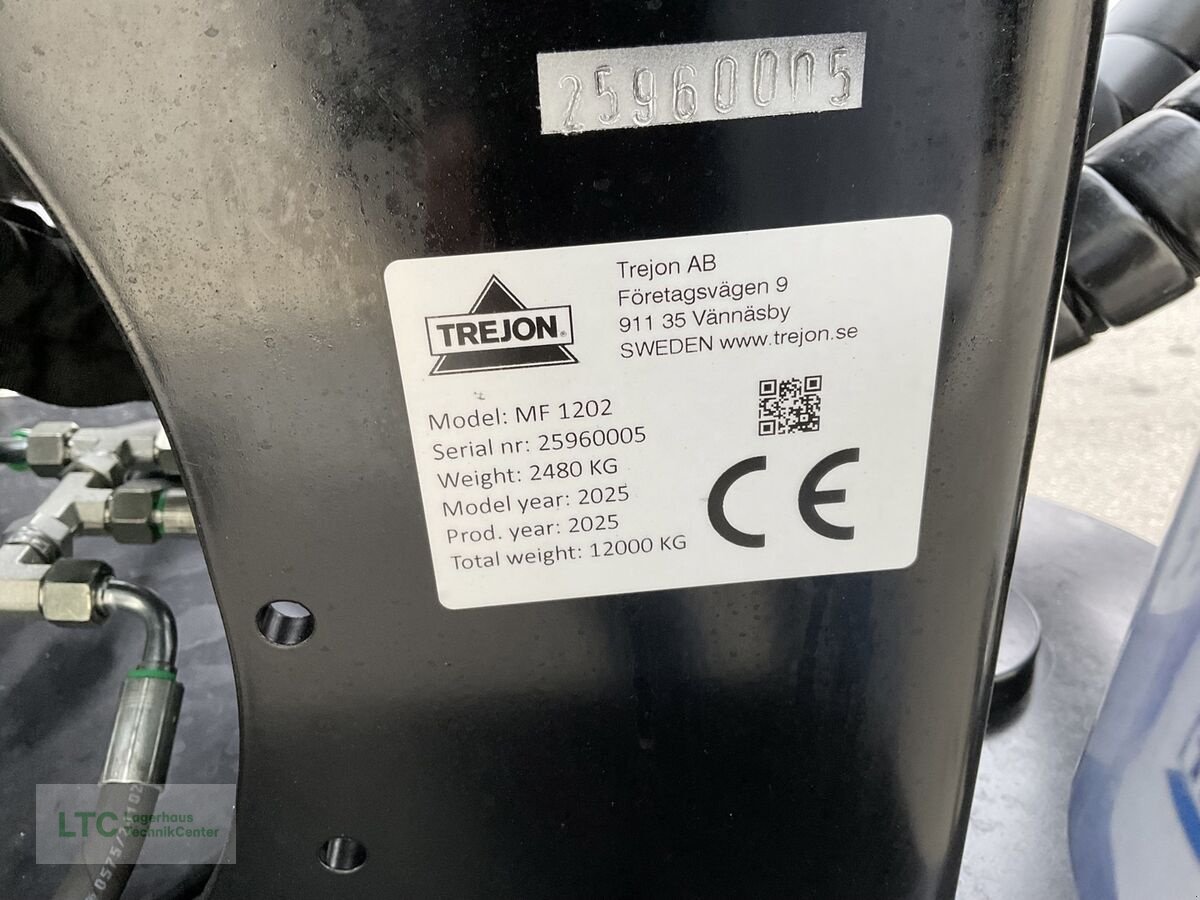 25960005
TREJON®
Trejon AB
Företagsvägen 9
911 35 Vännäsby
SWEDEN www.trejon.se
Model: MF 1202
Serial nr: 25960005
Weight: 2480 KG
Model year: 2025
Prod. year: 2025
Total weight: 12000 KG
CE
LTC Lagerhaus
TechnikCenter